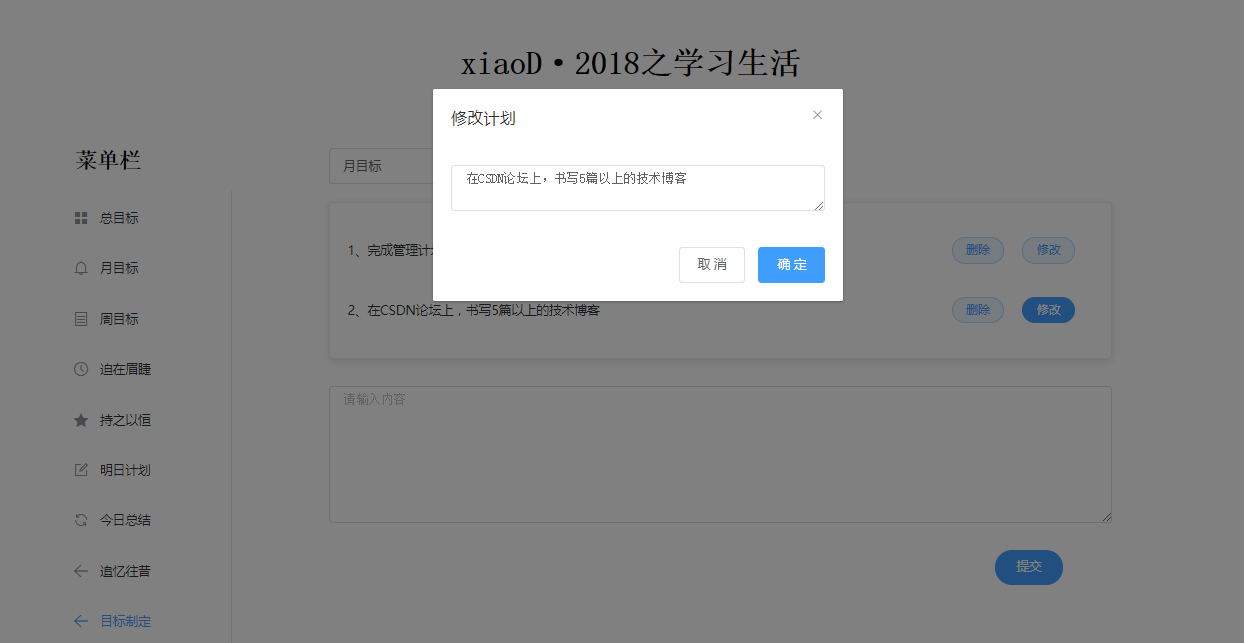 xiaoD·2018之学习生活
菜单栏
总目标
月目标
周目标
迫在眉睫
持之以恒
明日计划
今日总结
追忆往昔
目标制定
月目标
1、完成管理计
删除 修改
2、在CSDN论坛上，书写5篇以上的技术博客
删除 修改
请输入内容
提交
修改计划
在CSDN论坛上，书写5篇以上的技术博客
取消 确定